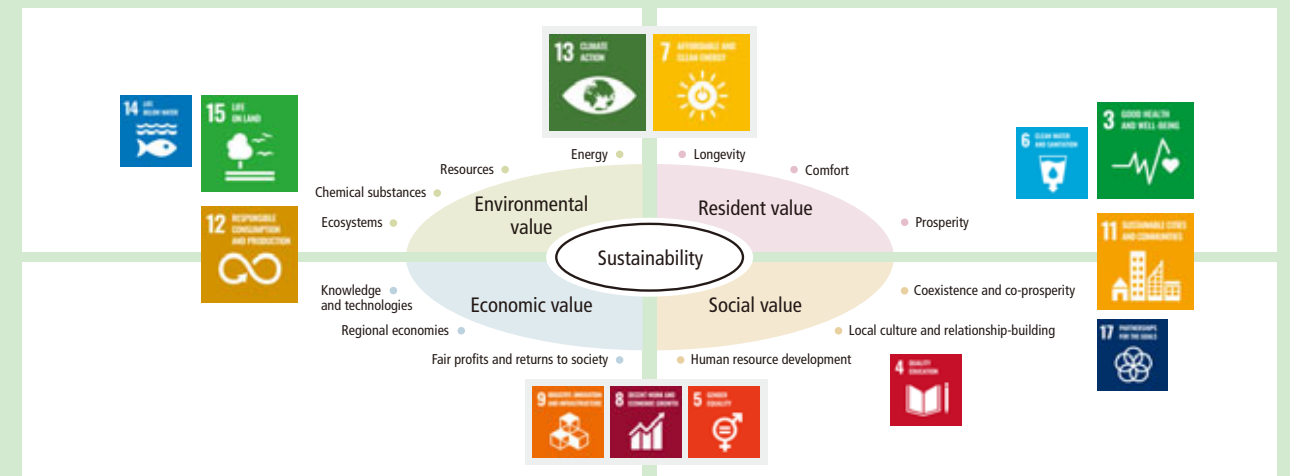 13 CLIMATE
ACTION
7 AFFORDABLE AND
CLEAN ENERGY
14 LIFE
BELOW WATER
15 LIFE
ON LAND
3 GOOD HEALTH
AND WELL-BEING
6 CLEAN WATER
AND SANITATION
Energy
Longevity
Resources
Comfort
Chemical substances
Environmental
value
Resident value
Ecosystems
Prosperity
12 RESPONSIBLE
CONSUMPTION
AND PRODUCTION
11 SUSTAINABLE CITIES
AND COMMUNITIES
Sustainability
Knowledge
and technologies
Economic value
Social value
Coexistence and co-prosperity
Regional economies
Local culture and relationship-building
Fair profits and returns to society
Human resource development
17 PARTNERSHIPS
FOR THE GOALS
4 QUALITY
EDUCATION
9 INDUSTRY, INNOVATION
AND INFRASTRUCTURE
8 DECENT WORK AND
ECONOMIC GROWTH
5 GENDER
EQUALITY